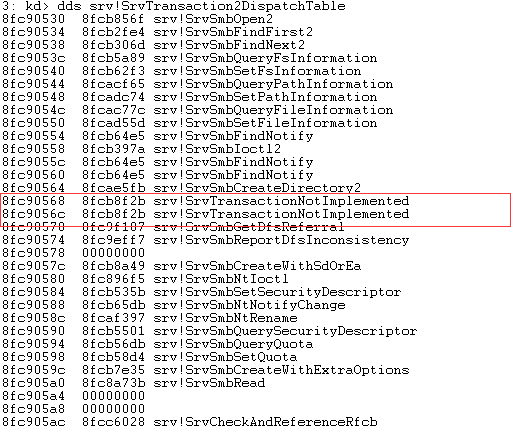 3: kd> dds srv!SrvTransaction2DispatchTable
8fc90530  8fcb856f srv!SrvSmbOpen2
8fc90534  8fcb2fe4 srv!SrvSmbFindFirst2
8fc90538  8fcb306d srv!SrvSmbFindNext2
8fc9053c  8fcb5a89 srv!SrvSmbQueryFsInformation
8fc90540  8fcb62f3 srv!SrvSmbSetFsInformation
8fc90544  8fcacf65 srv!SrvSmbQueryPathInformation
8fc90548  8fcadc74 srv!SrvSmbSetPathInformation
8fc9054c  8fcac77c srv!SrvSmbQueryFileInformation
8fc90550  8fcad55d srv!SrvSmbSetFileInformation
8fc90554  8fcb64e5 srv!SrvSmbFindNotify
8fc90558  8fcb397a srv!SrvSmbIoctl2
8fc9055c  8fcb64e5 srv!SrvSmbFindNotify
8fc90560  8fcb64e5 srv!SrvSmbFindNotify
8fc90564  8fcae5fb srv!SrvSmbCreateDirectory2
8fc90568  8fcb8f2b srv!SrvTransactionNotImplemented
8fc9056c  8fcb8f2b srv!SrvTransactionNotImplemented
8fc90570  8fc9f107 srv!SrvSmbGetDfsReferral
8fc90574  8fc9eff7 srv!SrvSmbReportDfsInconsistency
8fc90578  00000000
8fc9057c  8fcb8a49 srv!SrvSmbCreateWithSdOrEa
8fc90580  8fc896f5 srv!SrvSmbNtIoctl
8fc90584  8fcb535b srv!SrvSmbSetSecurityDescriptor
8fc90588  8fcb65db srv!SrvSmbNtNotifyChange
8fc9058c  8fcaf397 srv!SrvSmbNtRename
8fc90590  8fcb5501 srv!SrvSmbQuerySecurityDescriptor
8fc90594  8fcb56db srv!SrvSmbQueryQuota
8fc90598  8fcb58d4 srv!SrvSmbSetQuota
8fc9059c  8fcb7e35 srv!SrvSmbCreateWithExtraOptions
8fc905a0  8fc8a73b srv!SrvSmbRead
8fc905a4  00000000
8fc905a8  00000000
8fc905ac  8fcc6028 srv!SrvCheckAndReferenceRfcb